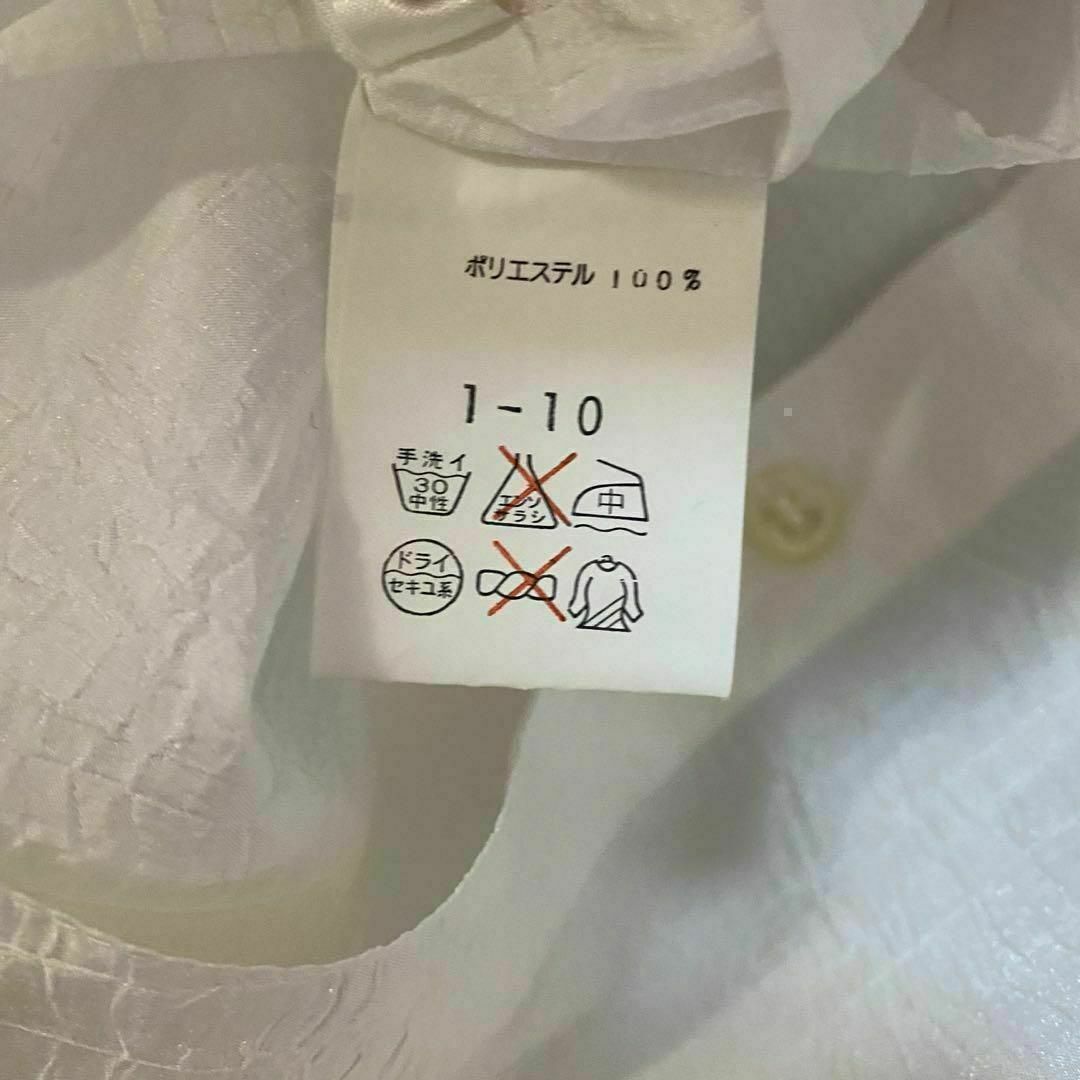 ポリエステル 100%
1-10
手洗イ
30
中性
エンソ
サラシ
中
ドライ
セキユ系